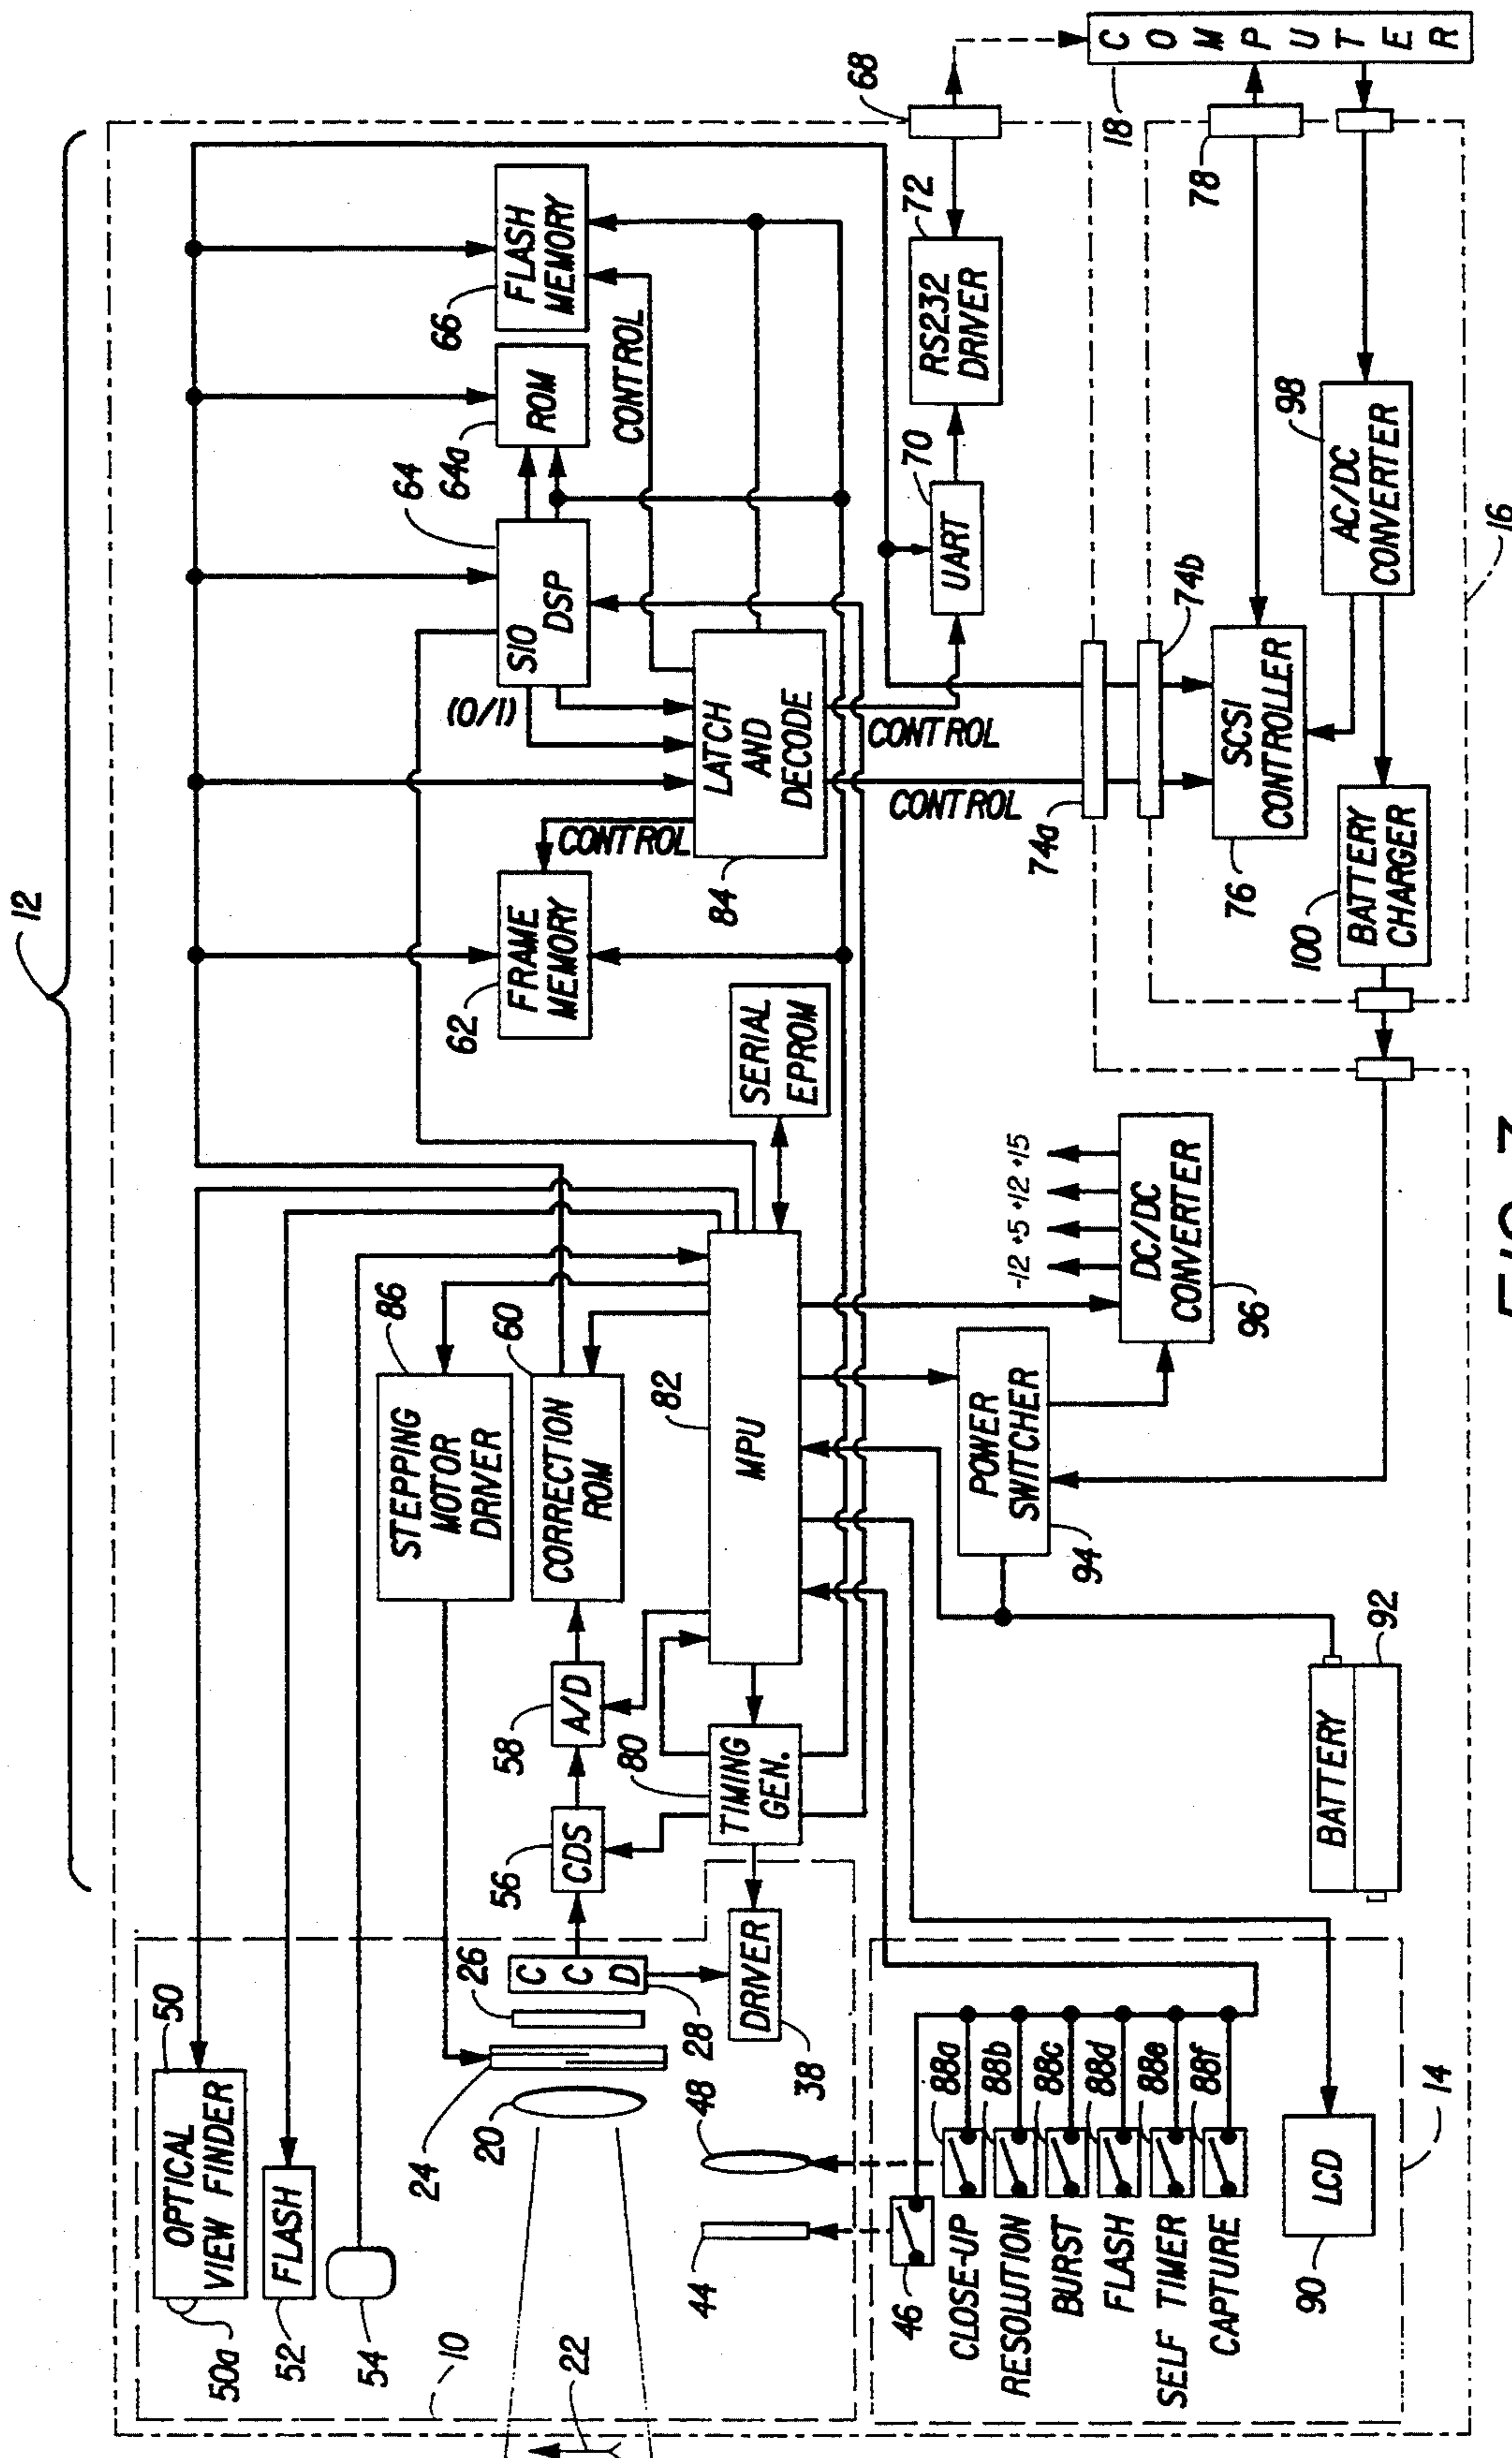 12
10
50
OPTICAL
VIEW FINDER
50a
FLASH
52
54
22
24
20
26
C C D
28
DRIVER
38
48
44
46
56
CDS
58
A/D
60
CORRECTION
ROM
86
STEPPING
MOTOR
DRIVER
80
TIMING
GEN.
82
MPU
SERIAL
EPROM
62
FRAME
MEMORY
CONTROL
84
LATCH
AND
DECODE
(0/1)
64
SIO
DSP
64a
ROM
66
FLASH
MEMORY
CONTROL
CONTROL
CONTROL
70
UART
72
RS232
DRIVER
68
18
COMPUTER
74a
74b
76
SCSI
CONTROLLER
78
98
AC/DC
CONVERTER
100
BATTERY
CHARGER
16
-12 +5 +12 +15
DC/DC
CONVERTER
96
POWER
SWITCHER
94
BATTERY
92
CLOSE-UP
88a
RESOLUTION
88b
BURST
88c
FLASH
88d
SELF TIMER
88e
CAPTURE
88f
LCD
90
14